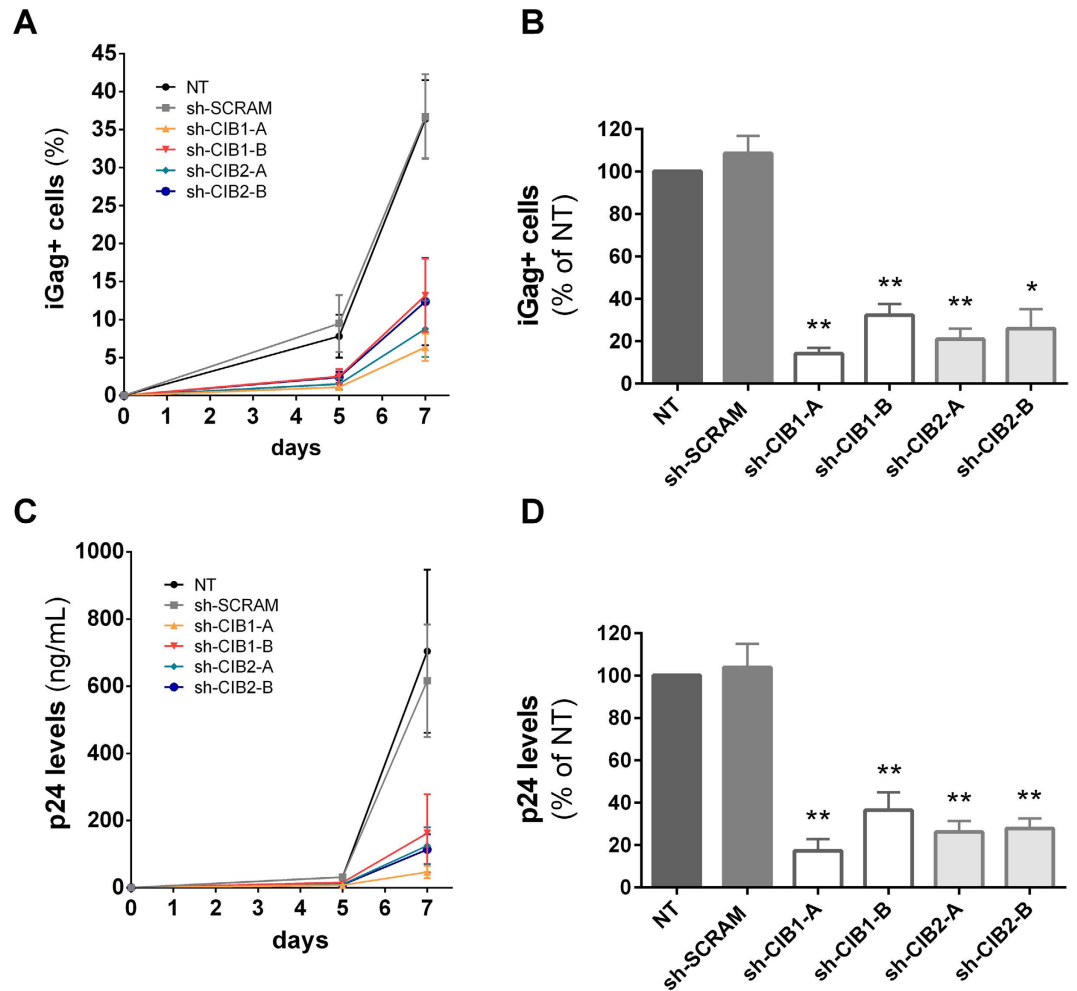 A
45
40
35
30
25
20
15
10
5
0
iGag+ cells (%)
NT
sh-SCRAM
sh-CIB1-A
sh-CIB1-B
sh-CIB2-A
sh-CIB2-B
0 1 2 3 4 5 6 7
days
B
120
100
80
60
40
20
0
iGag+ cells
(% of NT)
** ** ** *
NT
sh-SCRAM
sh-CIB1-A
sh-CIB1-B
sh-CIB2-A
sh-CIB2-B
C
1000
800
600
400
200
0
p24 levels (ng/mL)
NT
sh-SCRAM
sh-CIB1-A
sh-CIB1-B
sh-CIB2-A
sh-CIB2-B
0 1 2 3 4 5 6 7
days
D
120
100
80
60
40
20
0
p24 levels
(% of NT)
** ** ** **
NT
sh-SCRAM
sh-CIB1-A
sh-CIB1-B
sh-CIB2-A
sh-CIB2-B